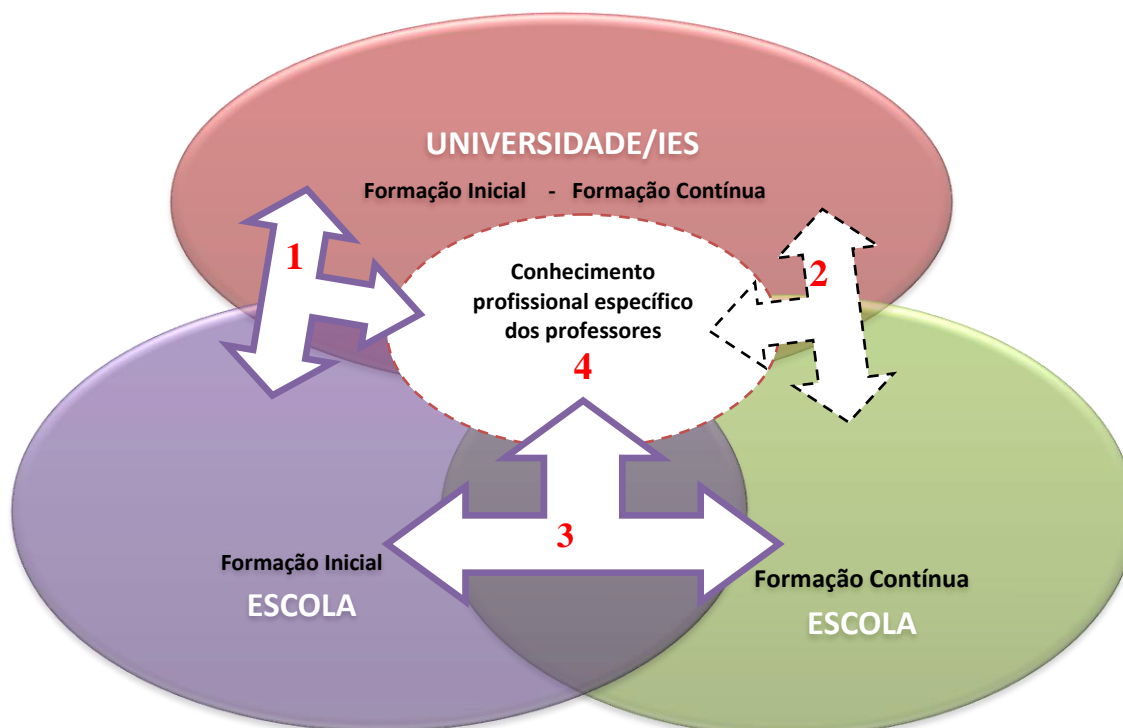 UNIVERSIDADE/IES
Formação Inicial - Formação Contínua
1
2
Conhecimento
profissional específico
dos professores
4
3
Formação Inicial
ESCOLA
Formação Contínua
ESCOLA